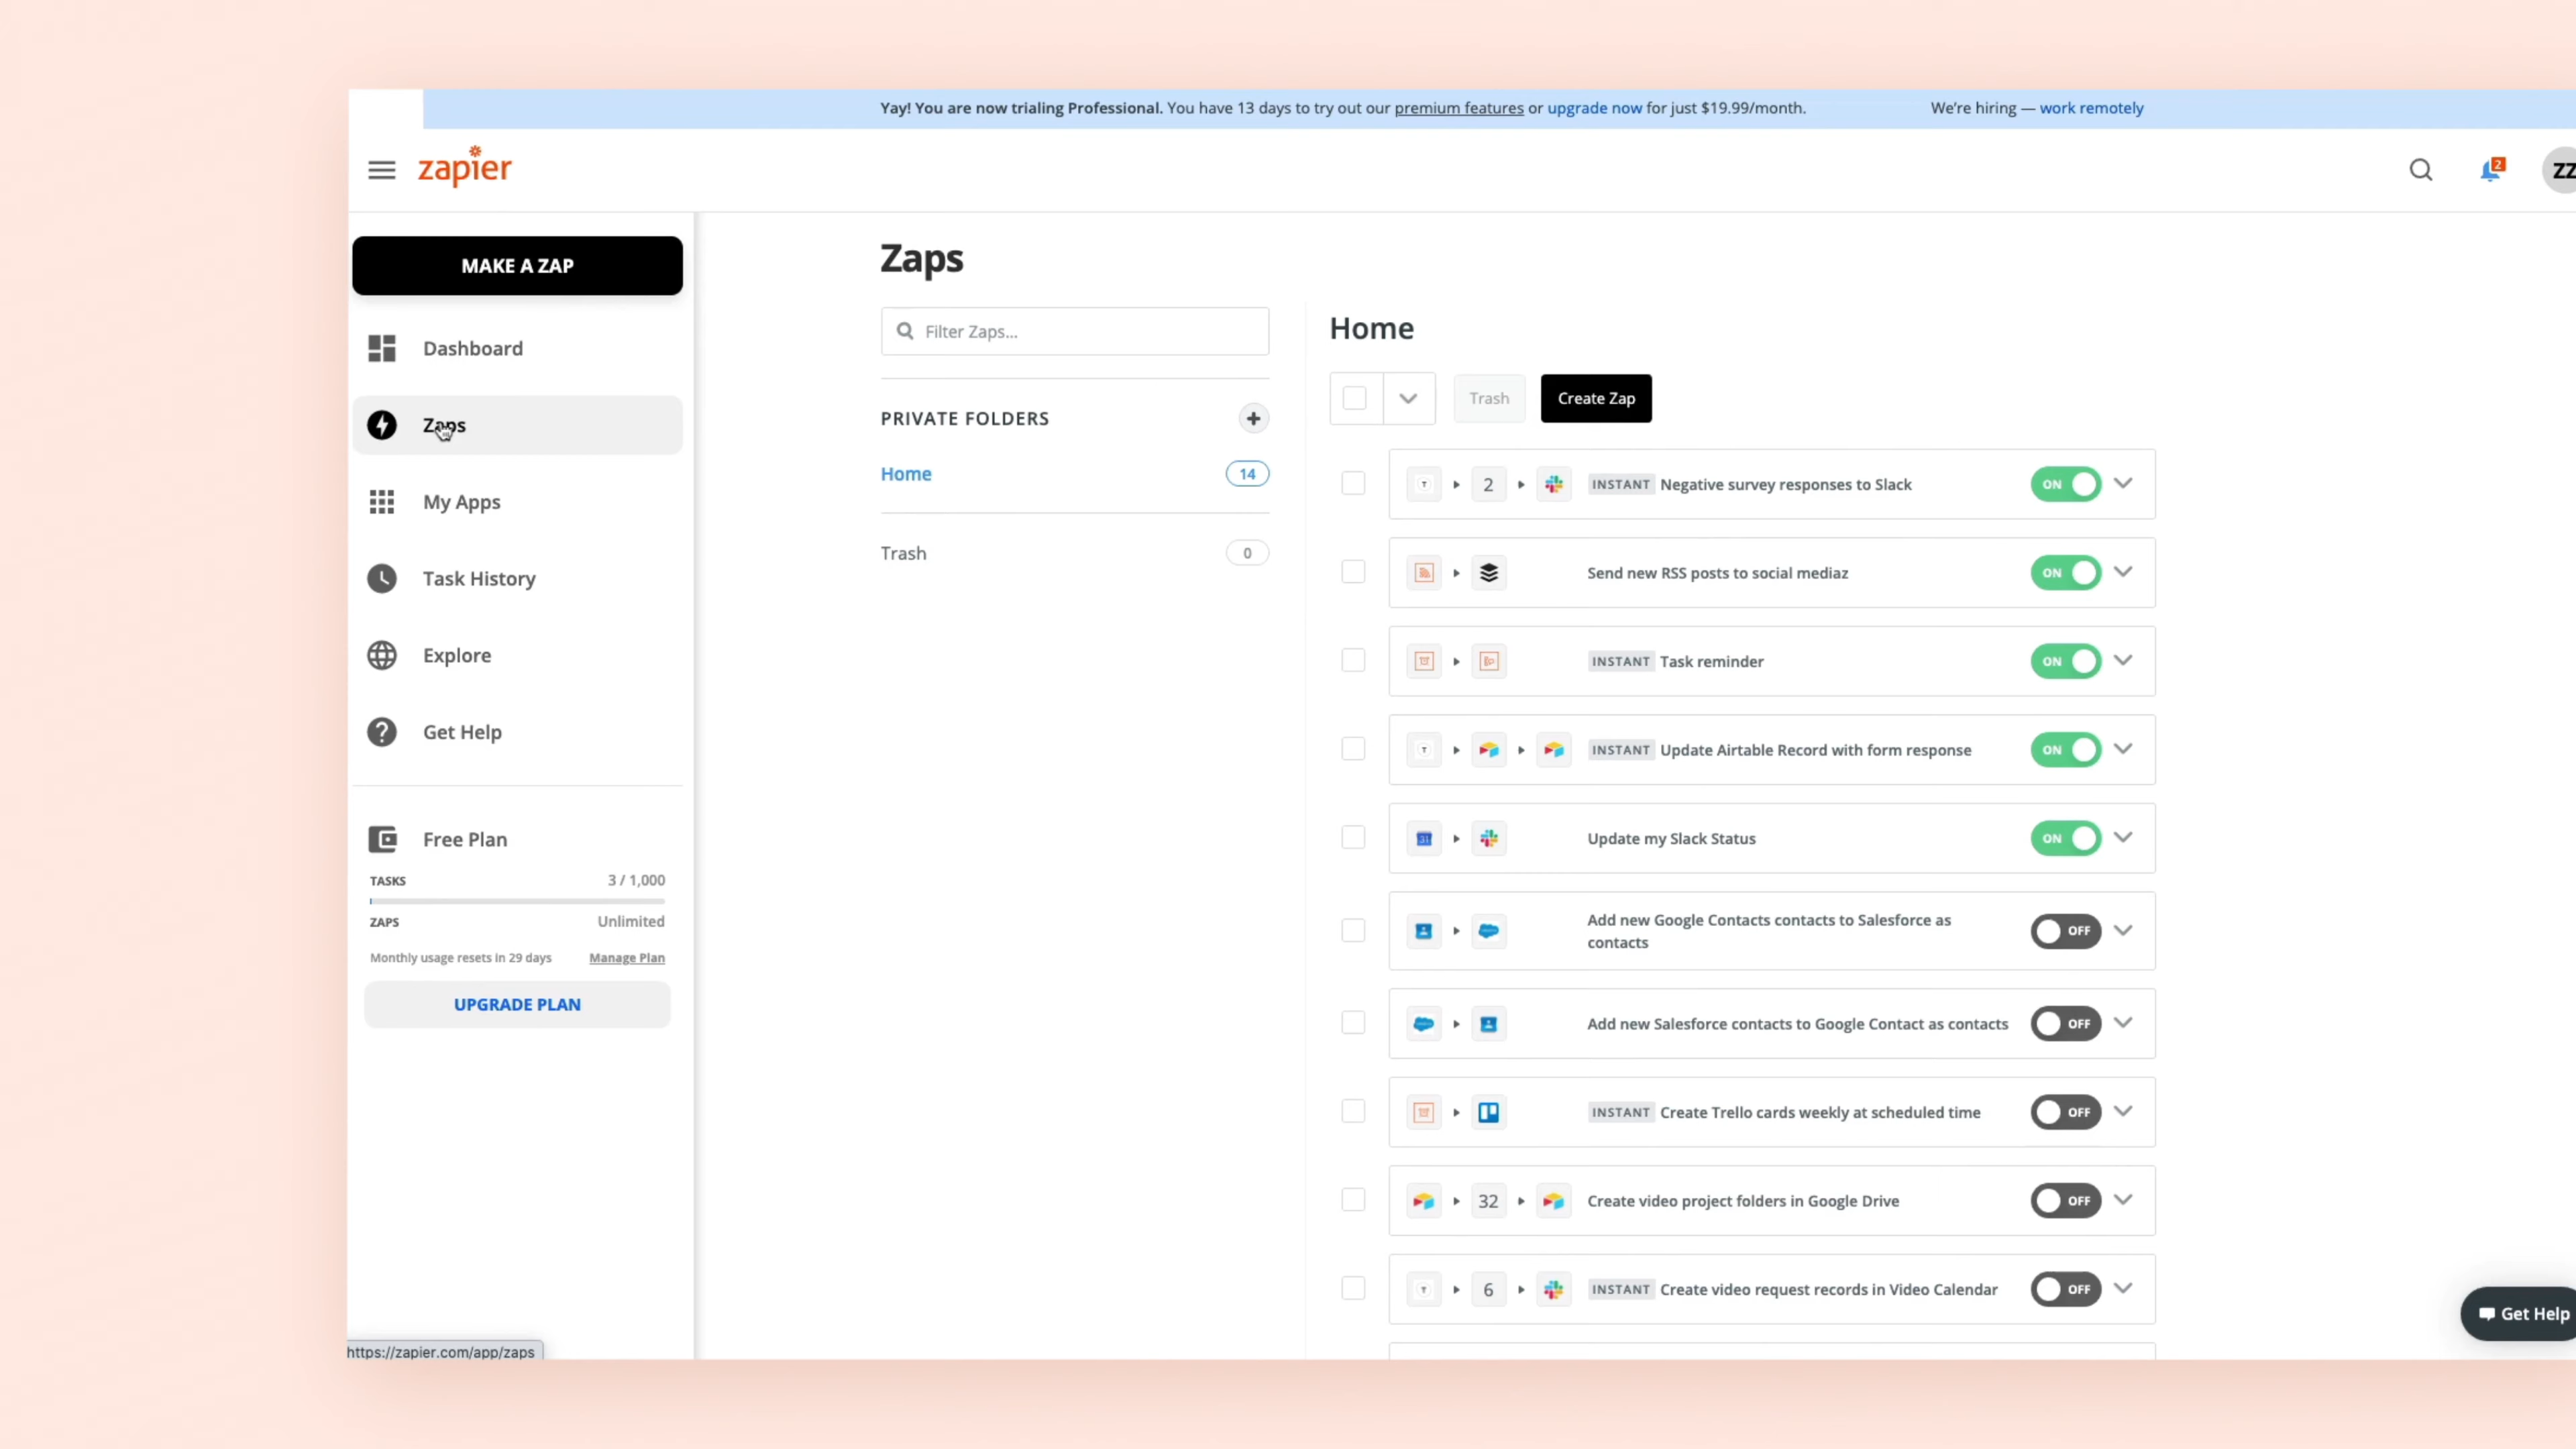 Yay! You are now trialing Professional. You have 13 days to try out our premium features or upgrade now for just $19.99/month.
We're hiring — work remotely
zapier
2
ZZ
MAKE A ZAP
Dashboard
Zaps
My Apps
Task History
Explore
Get Help
Free Plan
TASKS 3 / 1,000
ZAPS Unlimited
Monthly usage resets in 29 days Manage Plan
UPGRADE PLAN
https://zapier.com/app/zaps
Zaps
Filter Zaps...
PRIVATE FOLDERS
Home 14
Trash 0
Home
Trash Create Zap
2 INSTANT Negative survey responses to Slack ON
Send new RSS posts to social mediaz ON
INSTANT Task reminder ON
INSTANT Update Airtable Record with form response ON
31 Update my Slack Status ON
Add new Google Contacts contacts to Salesforce as
contacts OFF
Add new Salesforce contacts to Google Contact as contacts OFF
INSTANT Create Trello cards weekly at scheduled time OFF
32 Create video project folders in Google Drive OFF
6 INSTANT Create video request records in Video Calendar OFF
Get Help